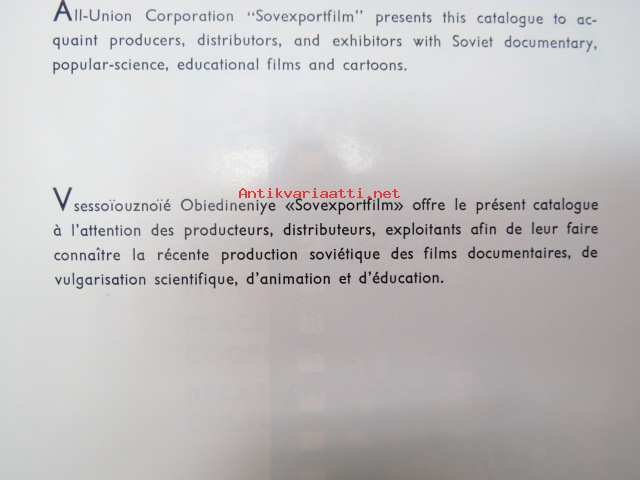 All-Union Corporation "Sovexportfilm" presents this catalogue to ac-
quaint producers, distributors, and exhibitors with Soviet documentary,
popular-science, educational films and cartoons.
Antikvariaatti.net
Vsessoïouznoïé Obiedineniye «Sovexportfilm» offre le présent catalogue
à l'attention des producteurs, distributeurs, exploitants afin de leur faire
connaître la récente production soviétique des films documentaires, de
vulgarisation scientifique, d'animation et d'éducation.